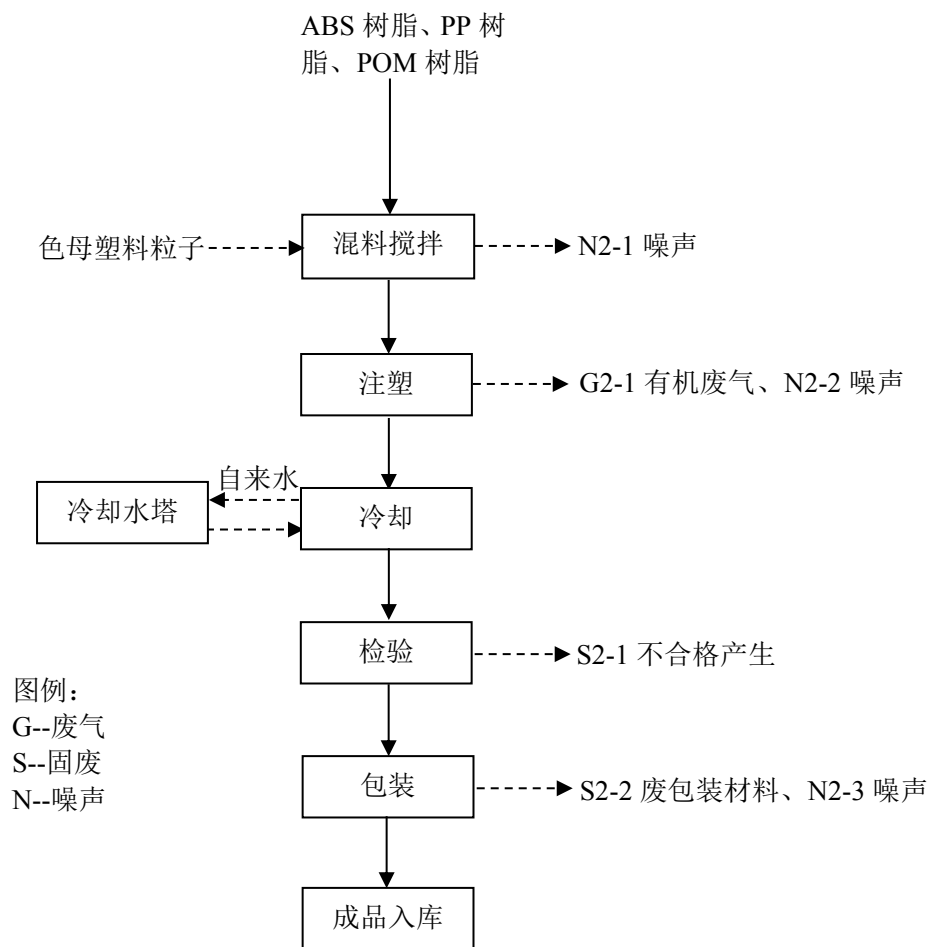 ABS 树脂、PP 树
脂、POM 树脂
色母塑料粒子
混料搅拌
N2-1 噪声
注塑
G2-1 有机废气、N2-2 噪声
自来水
冷却水塔
冷却
检验
S2-1 不合格产生
图例：
G--废气
S--固废
N--噪声
包装
S2-2 废包装材料、N2-3 噪声
成品入库